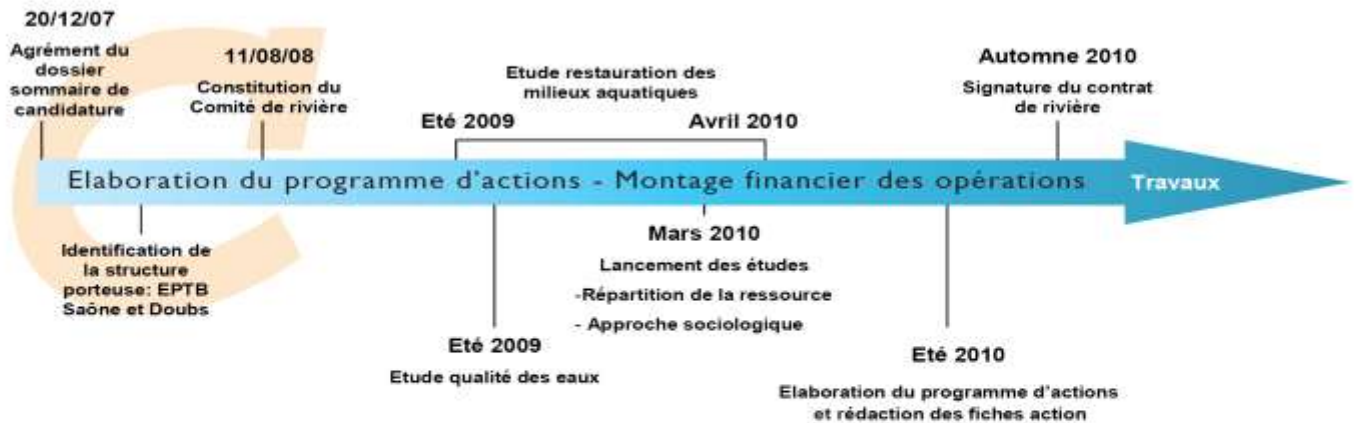 20/12/07
Agrément du
dossier
sommaire de
candidature
11/08/08
Constitution du
Comité de rivière
Etude restauration des
milieux aquatiques
Eté 2009
Avril 2010
Automne 2010
Signature du contrat
de rivière
Elaboration du programme d'actions - Montage financier des opérations
Travaux
Identification de
la structure
porteuse: EPTB
Saône et Doubs
Eté 2009
Etude qualité des eaux
Mars 2010
Lancement des études
-Répartition de la ressource
- Approche sociologique
Eté 2010
Elaboration du programme d'actions
et rédaction des fiches action